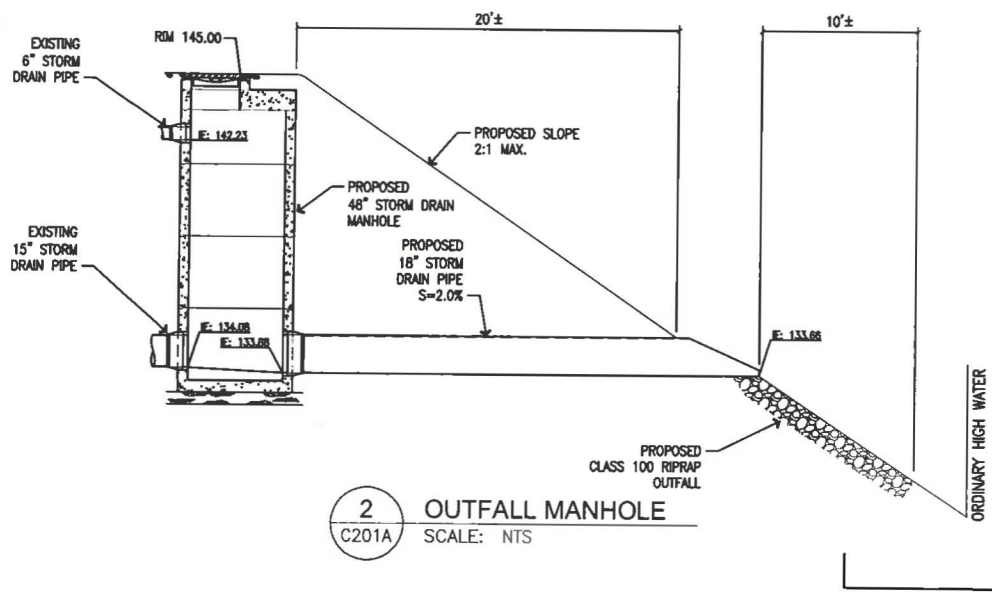 20'±
10'±
RIM 145.00
EXISTING
6" STORM
DRAIN PIPE
IE: 142.23
PROPOSED SLOPE
2:1 MAX.
PROPOSED
48" STORM DRAIN
MANHOLE
EXISTING
15" STORM
DRAIN PIPE
PROPOSED
18" STORM
DRAIN PIPE
S=2.0%
IE: 134.08
IE: 133.88
IE: 133.66
PROPOSED
CLASS 100 RIPRAP
OUTFALL
ORDINARY HIGH WATER
2
C201A
OUTFALL MANHOLE
SCALE: NTS